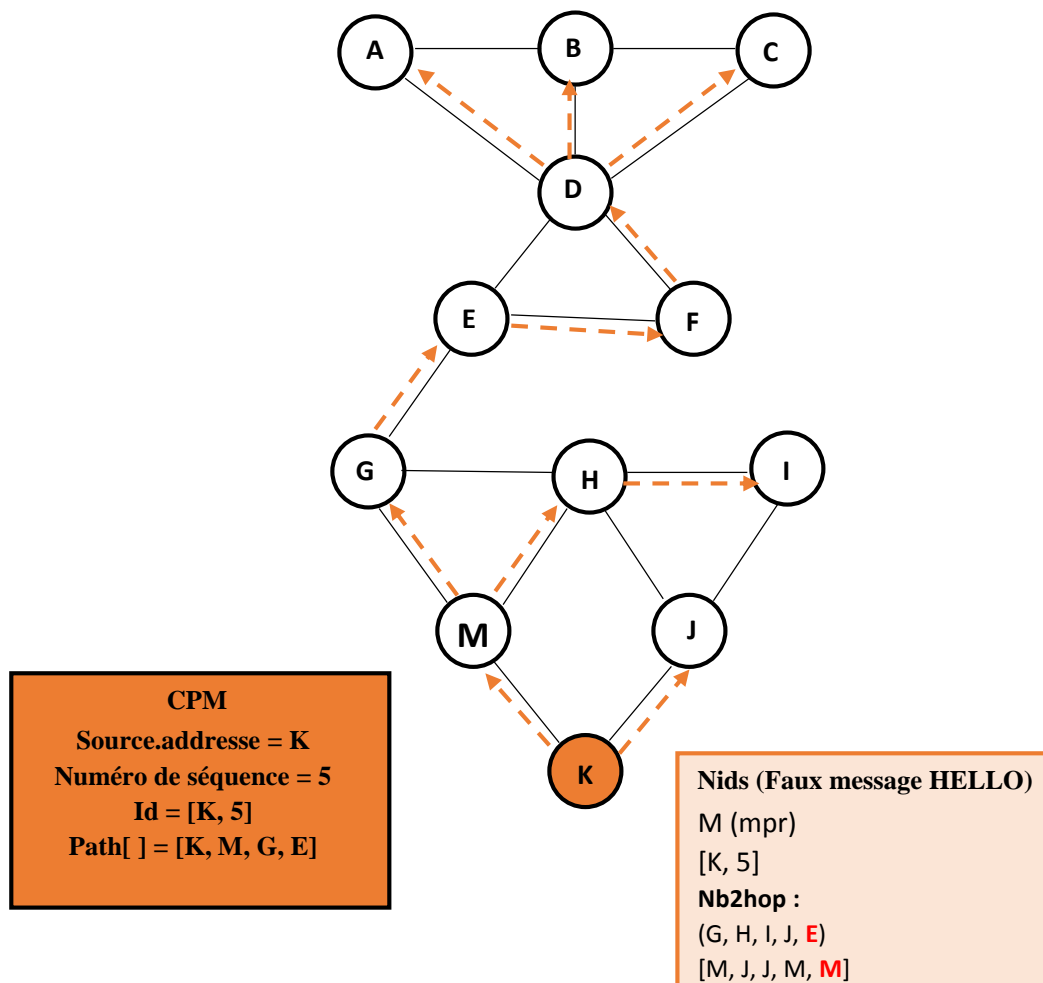 A
B
C
D
E
F
G
H
I
M
J
K
CPM
Source.addresse = K
Numéro de séquence = 5
Id = [K, 5]
Path[ ] = [K, M, G, E]
Nids (Faux message HELLO)
M (mpr)
[K, 5]
Nb2hop :
(G, H, I, J, E)
[M, J, J, M, M]